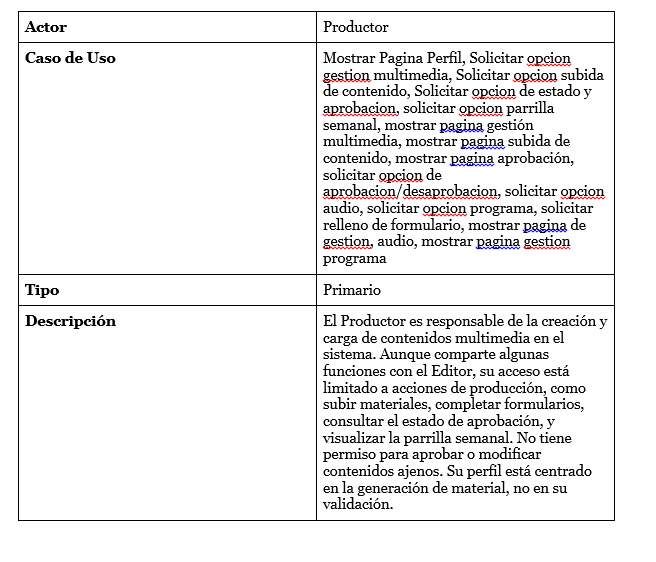 Actor
Productor
Caso de Uso
Mostrar Pagina Perfil, Solicitar opcion
gestion multimedia, Solicitar opcion subida
de contenido, Solicitar opcion de estado y
aprobacion, solicitar opcion parrilla
semanal, mostrar pagina gestión
multimedia, mostrar pagina subida de
contenido, mostrar pagina aprobación,
solicitar opcion de
aprobacion/desaprobacion, solicitar opcion
audio, solicitar opcion programa, solicitar
relleno de formulario, mostrar pagina de
gestion, audio, mostrar pagina gestion
programa
Tipo
Primario
Descripción
El Productor es responsable de la creación y
carga de contenidos multimedia en el
sistema. Aunque comparte algunas
funciones con el Editor, su acceso está
limitado a acciones de producción, como
subir materiales, completar formularios,
consultar el estado de aprobación, y
visualizar la parrilla semanal. No tiene
permiso para aprobar o modificar
contenidos ajenos. Su perfil está centrado
en la generación de material, no en su
validación.